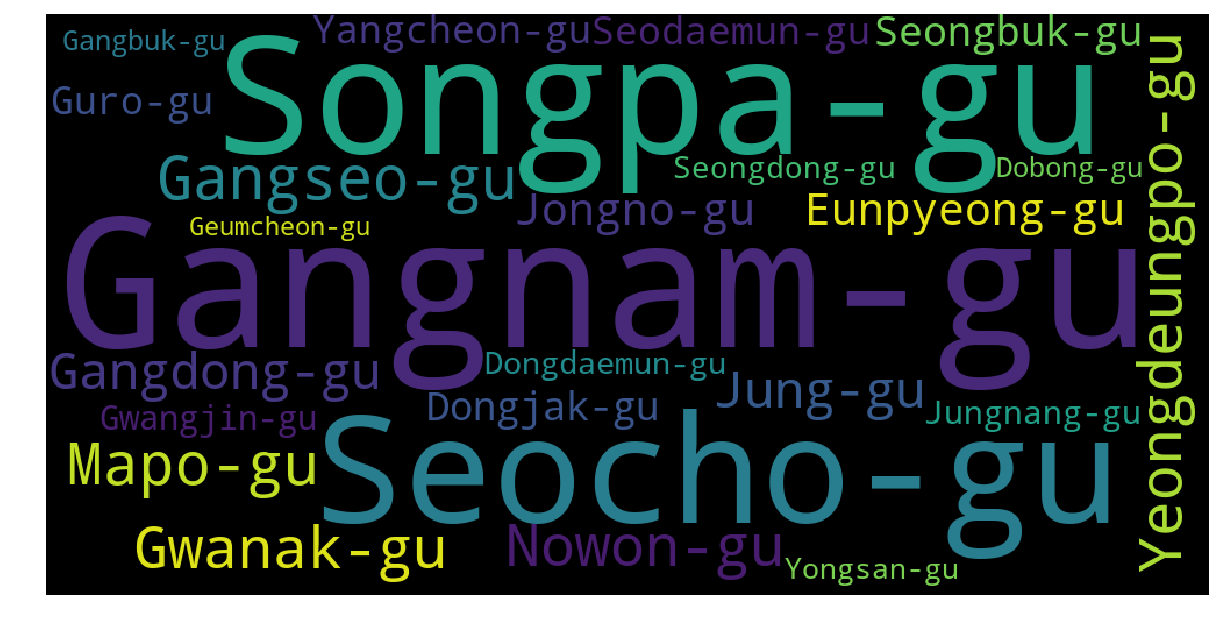 Gangbuk-gu
Yangcheon-gu
Seodaemun-gu
Seongbuk-gu
Songpa-gu
Guro-gu
Yeongdeungpo-gu
Gangseo-gu
Seongdong-gu
Dobong-gu
Jongno-gu
Eunpyeong-gu
Geumcheon-gu
Gangnam-gu
Gangdong-gu
Dongdaemun-gu
Jung-gu
Gwangjin-gu
Dongjak-gu
Jungnang-gu
Mapo-gu
Seocho-gu
Gwanak-gu
Nowon-gu
Yongsan-gu